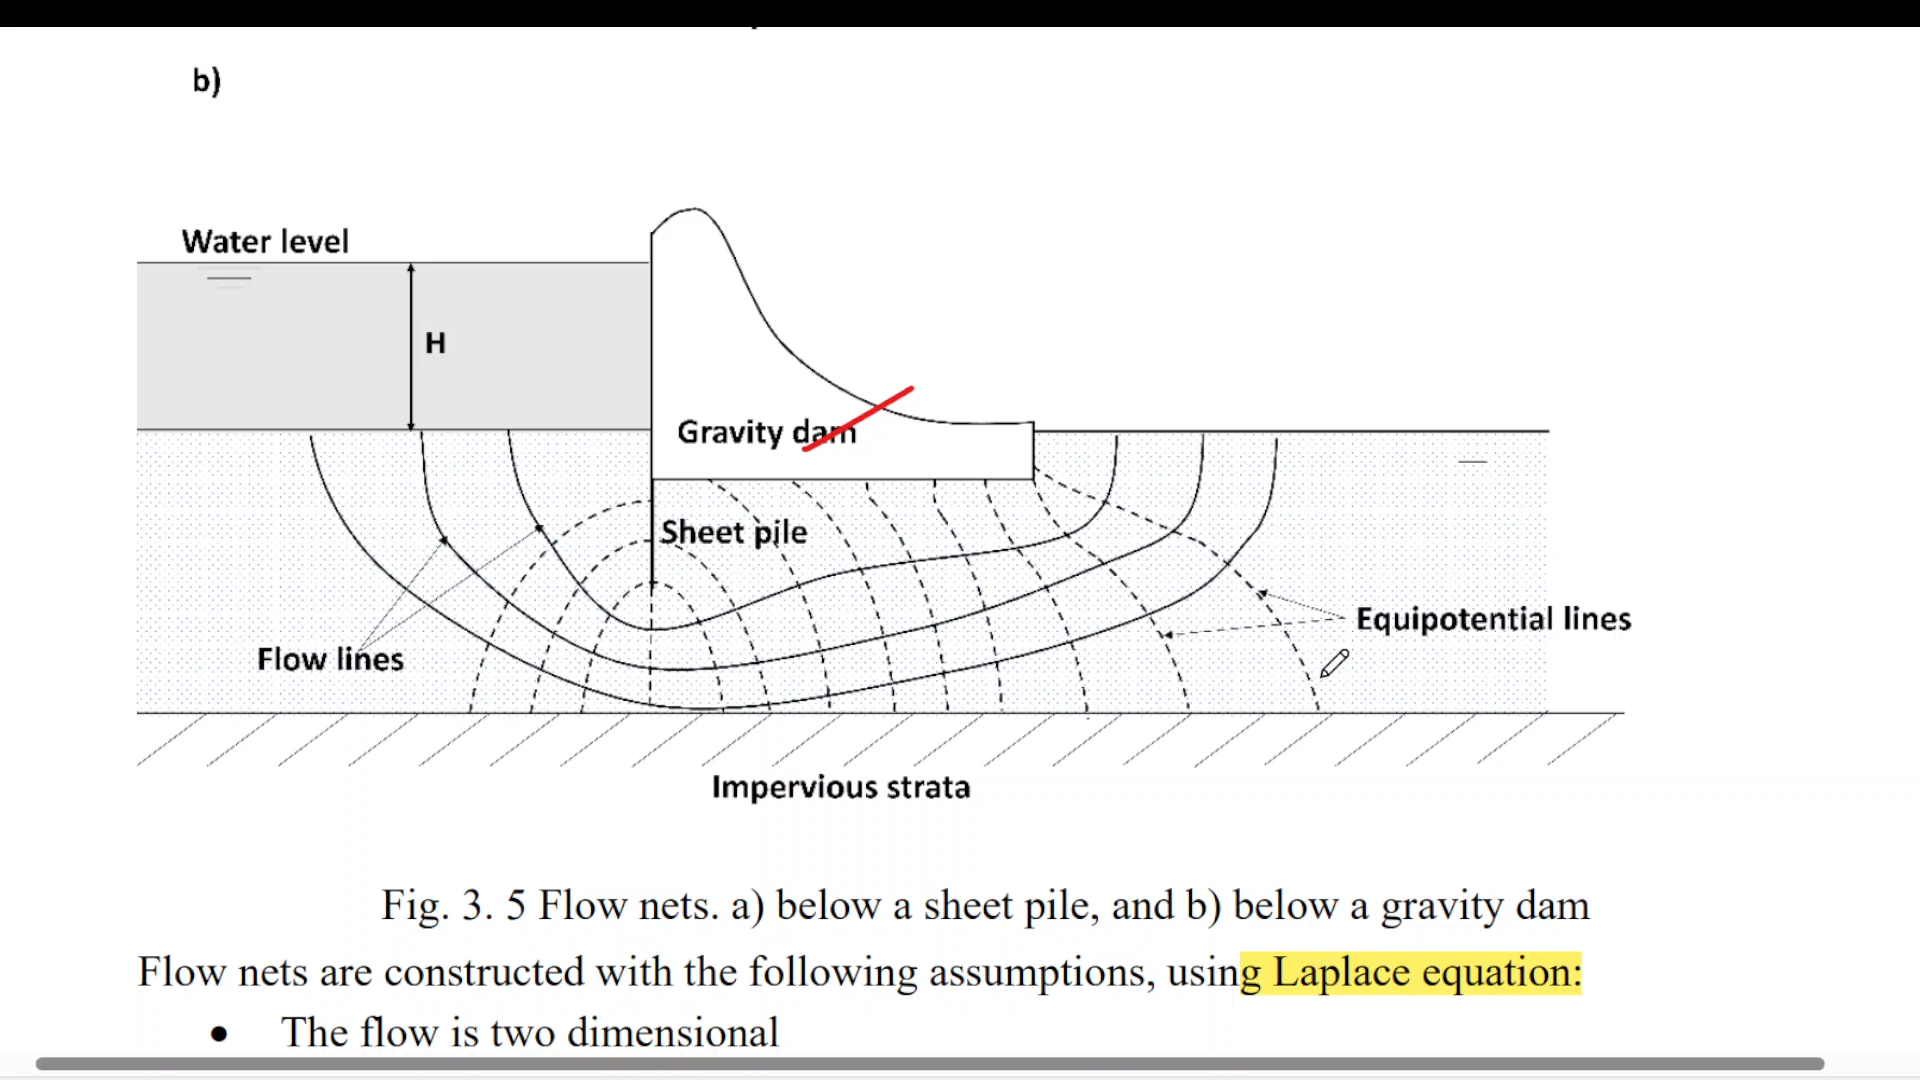 b)
Water level
H
Gravity dam
Sheet pile
Flow lines
Equipotential lines
Impervious strata
Fig. 3. 5 Flow nets. a) below a sheet pile, and b) below a gravity dam
Flow nets are constructed with the following assumptions, using Laplace equation:
• The flow is two dimensional